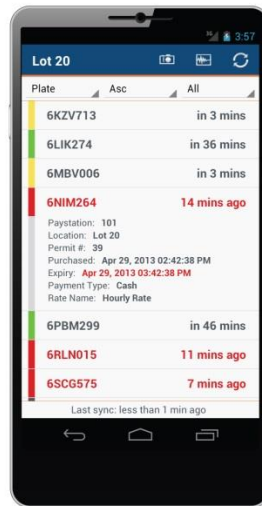 3:57
Lot 20
Plate Asc All
6KZV713 in 3 mins
6LIK274 in 36 mins
6MBV006 in 3 mins
6NIM264 14 mins ago
Paystation: 101
Location: Lot 20
Permit #: 39
Purchased: Apr 29, 2013 02:42:38 PM
Expiry: Apr 29, 2013 03:42:38 PM
Payment Type: Cash
Rate Name: Hourly Rate
6PBM299 in 46 mins
6RLN015 11 mins ago
6SCG575 7 mins ago
Last sync: less than 1 min ago